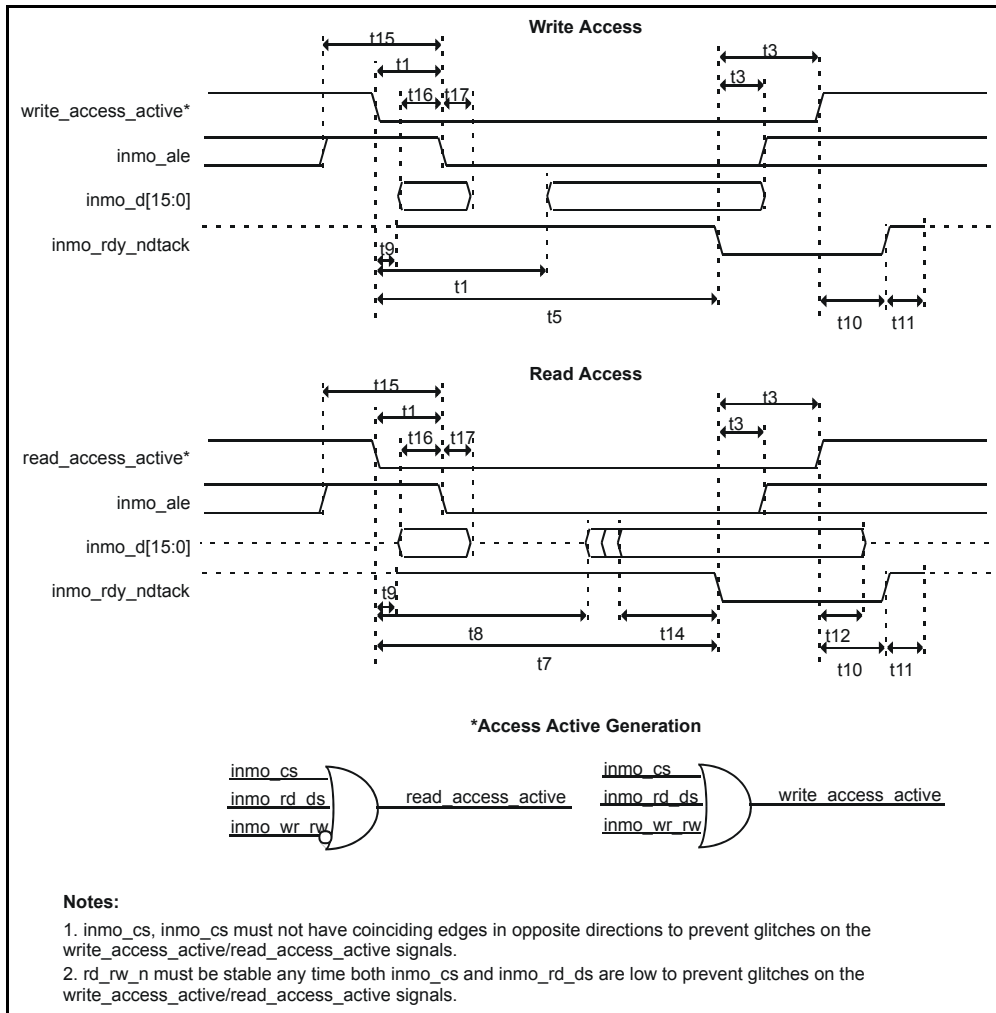 Write Access
t15
t3
t1
t3
t16 t17
write_access_active*
inmo_ale
inmo_d[15:0]
inmo_rdy_ndtack
t9
t1
t5
t10 t11
Read Access
t15
t3
t1
t3
t16 t17
read_access_active*
inmo_ale
inmo_d[15:0]
inmo_rdy_ndtack
t9
t8 t14 t12
t7 t10 t11
*Access Active Generation
inmo_cs
inmo_rd_ds read_access_active
inmo_wr_rw
inmo_cs
inmo_rd_ds write_access_active
inmo_wr_rw
Notes:
1. inmo_cs, inmo_cs must not have coinciding edges in opposite directions to prevent glitches on the
write_access_active/read_access_active signals.
2. rd_rw_n must be stable any time both inmo_cs and inmo_rd_ds are low to prevent glitches on the
write_access_active/read_access_active signals.